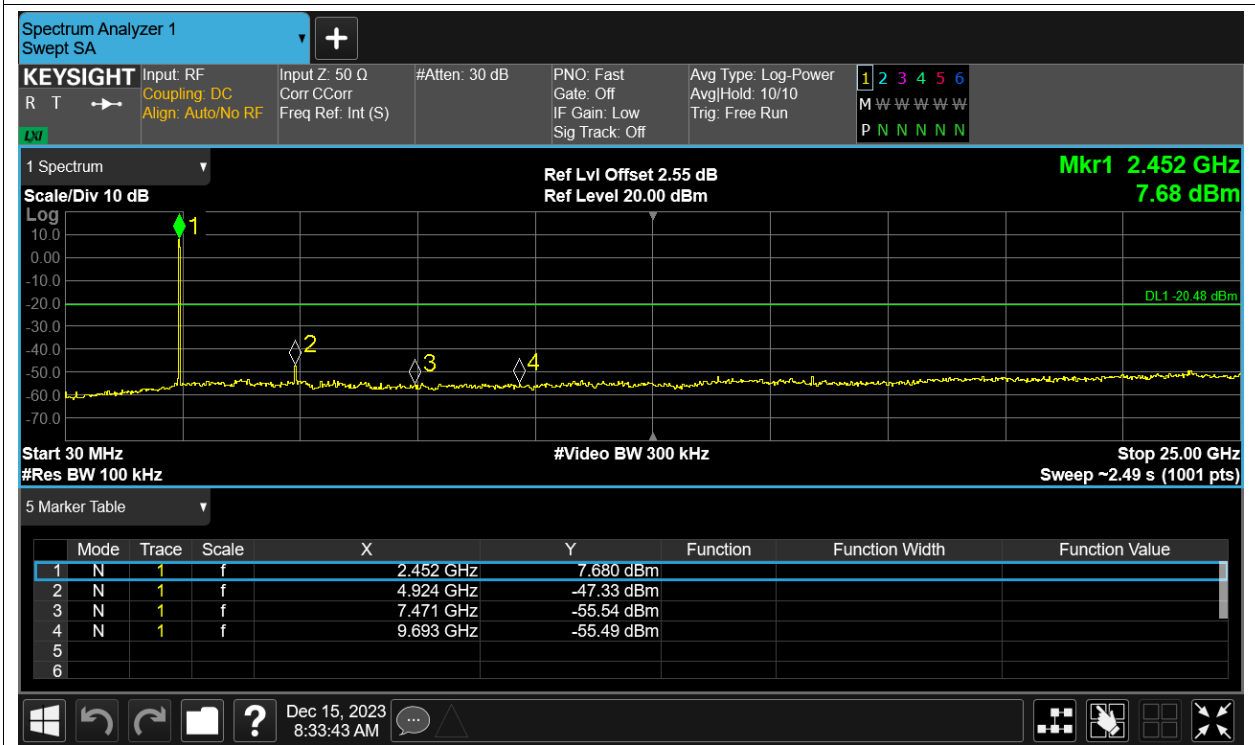 Spectrum Analyzer 1
Swept SA
+
KEYSIGHT Input: RF Input Z: 50 Ω #Atten: 30 dB PNO: Fast Avg Type: Log-Power 1 2 3 4 5 6
R T Coupling: DC Corr CCorr Gate: Off Avg|Hold: 10/10 M W W W W W
Align: Auto/No RF Freq Ref: Int (S) IF Gain: Low Trig: Free Run
LXI Sig Track: Off P N N N N N
1 Spectrum Ref Lvl Offset 2.55 dB Mkr1 2.452 GHz
Scale/Div 10 dB Ref Level 20.00 dBm 7.68 dBm
Log
1
10.0
0.00
-10.0
-20.0 DL1 -20.48 dBm
-30.0
-40.0 2
-50.0 3 4
-60.0
-70.0
Start 30 MHz #Video BW 300 kHz Stop 25.00 GHz
#Res BW 100 kHz Sweep ~2.49 s (1001 pts)
5 Marker Table
Mode Trace Scale X Y Function Function Width Function Value
1 N 1 f 2.452 GHz 7.680 dBm
2 N 1 f 4.924 GHz -47.33 dBm
3 N 1 f 7.471 GHz -55.54 dBm
4 N 1 f 9.693 GHz -55.49 dBm
5
6
? Dec 15, 2023
8:33:43 AM